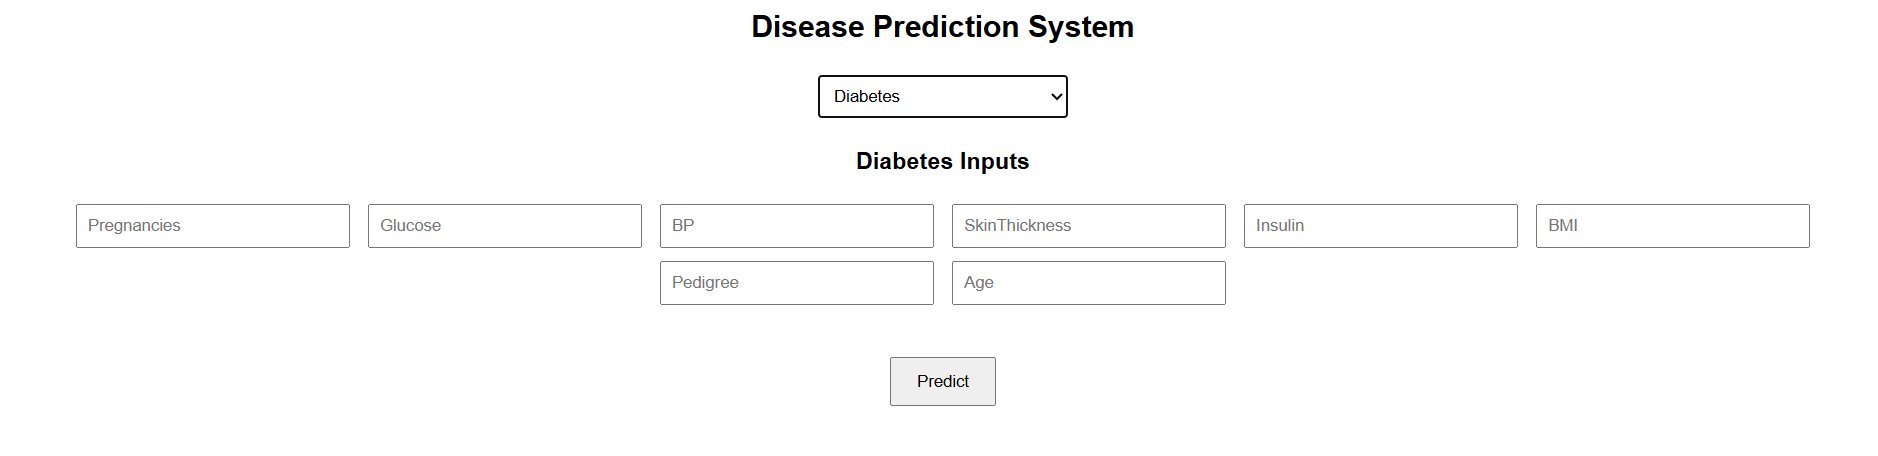 Disease Prediction System
Diabetes
Diabetes Inputs
Pregnancies Glucose BP SkinThickness Insulin BMI
Pedigree Age
Predict